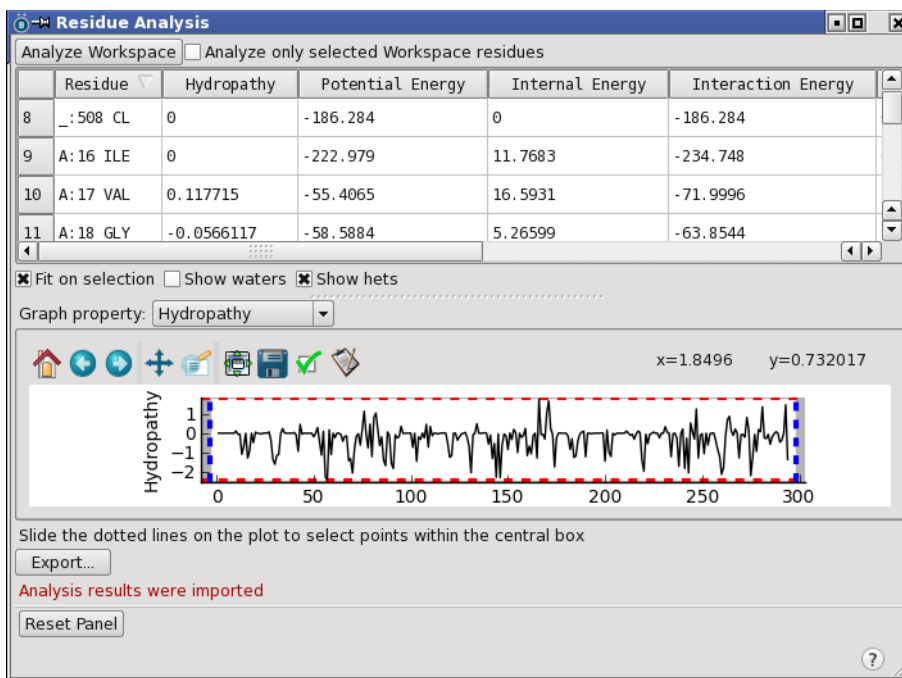 Residue Analysis
Analyze Workspace Analyze only selected Workspace residues
Residue Hydropathy Potential Energy Internal Energy Interaction Energy
8 _:508 CL 0 -186.284 0 -186.284
9 A:16 ILE 0 -222.979 11.7683 -234.748
10 A:17 VAL 0.117715 -55.4065 16.5931 -71.9996
11 A:18 GLY -0.0566117 -58.5884 5.26599 -63.8544
Fit on selection Show waters Show hets
Graph property: Hydropathy
x=1.8496 y=0.732017
Hydropathy
1
0
−1
−2
0 50 100 150 200 250 300
Slide the dotted lines on the plot to select points within the central box
Export...
Analysis results were imported
Reset Panel
?